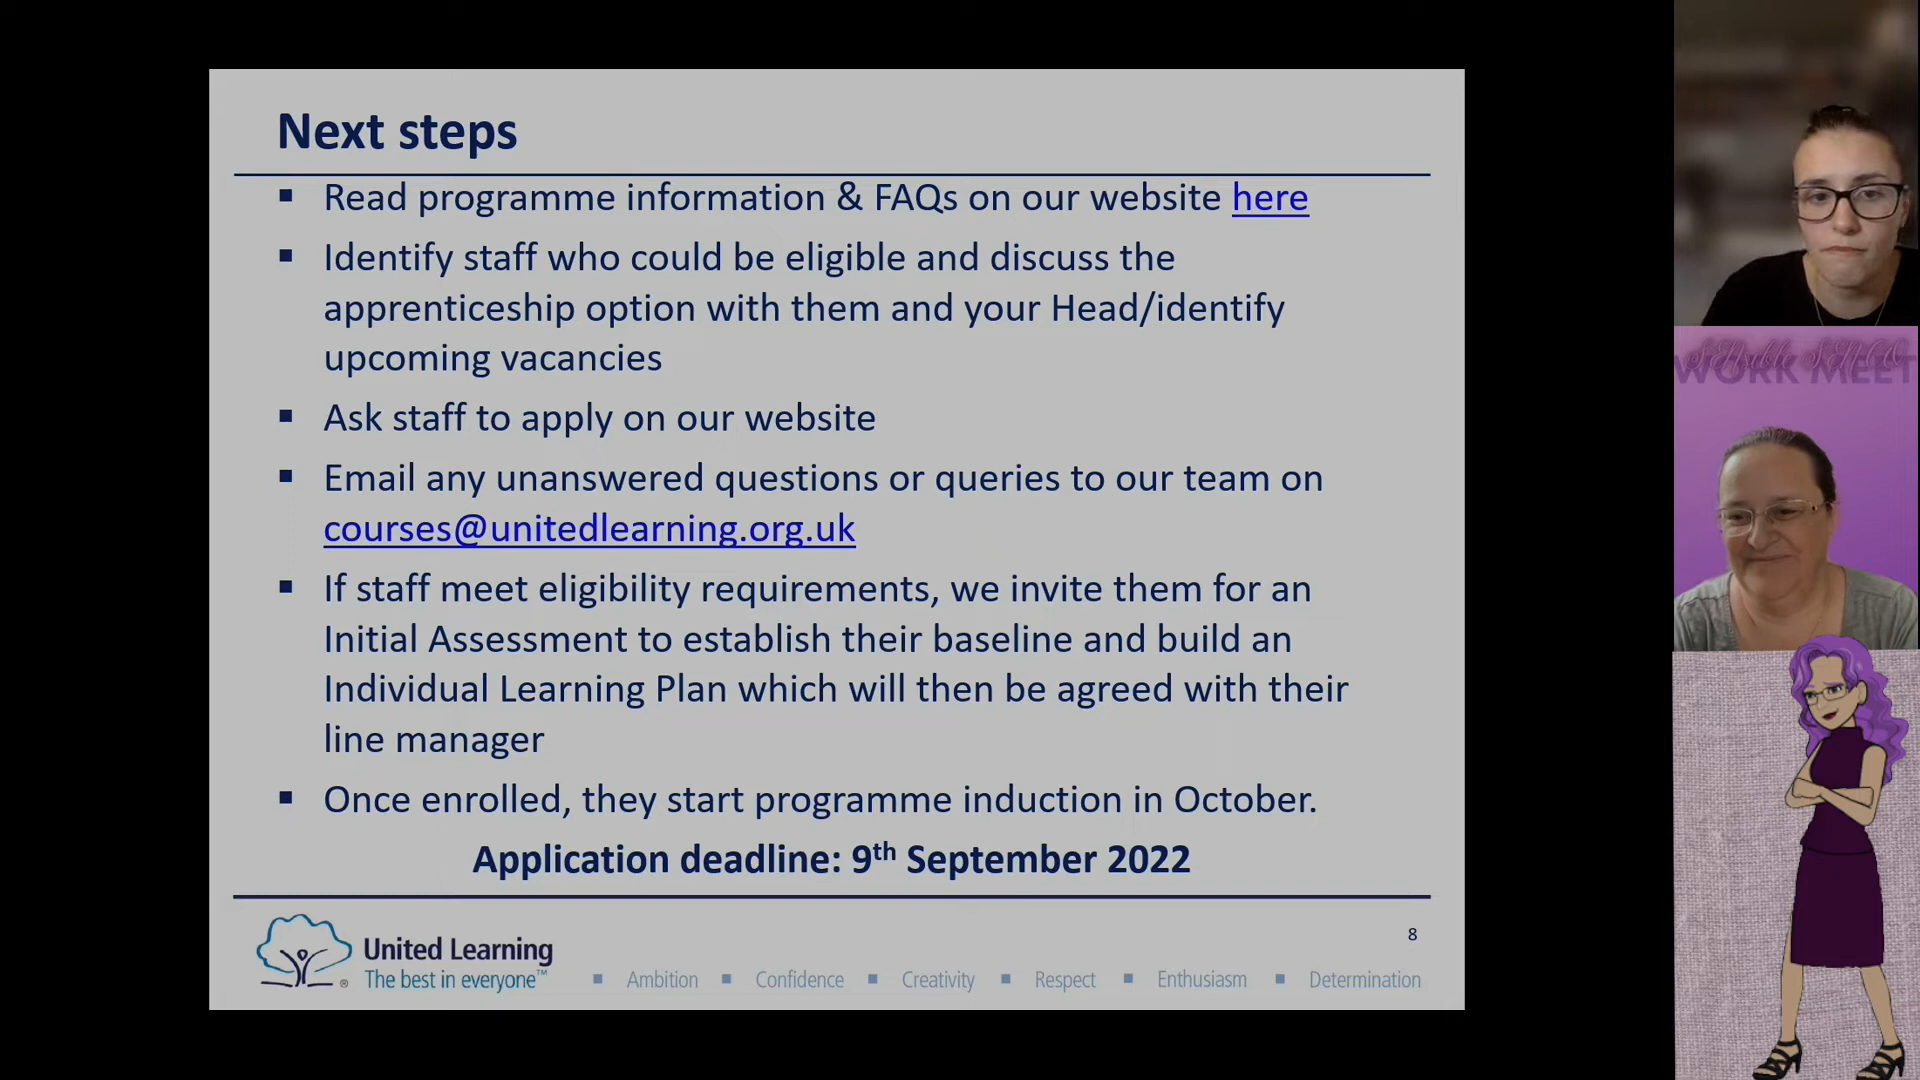 Next steps
▪ Read programme information & FAQs on our website here
▪ Identify staff who could be eligible and discuss the
apprenticeship option with them and your Head/identify
upcoming vacancies
▪ Ask staff to apply on our website
▪ Email any unanswered questions or queries to our team on
courses@unitedlearning.org.uk
▪ If staff meet eligibility requirements, we invite them for an
Initial Assessment to establish their baseline and build an
Individual Learning Plan which will then be agreed with their
line manager
▪ Once enrolled, they start programme induction in October.
Application deadline: 9th September 2022
8
United Learning
The best in everyone™
▪ Ambition ▪ Confidence ▪ Creativity ▪ Respect ▪ Enthusiasm ▪ Determination
SENsible SENCO
WORK MEET